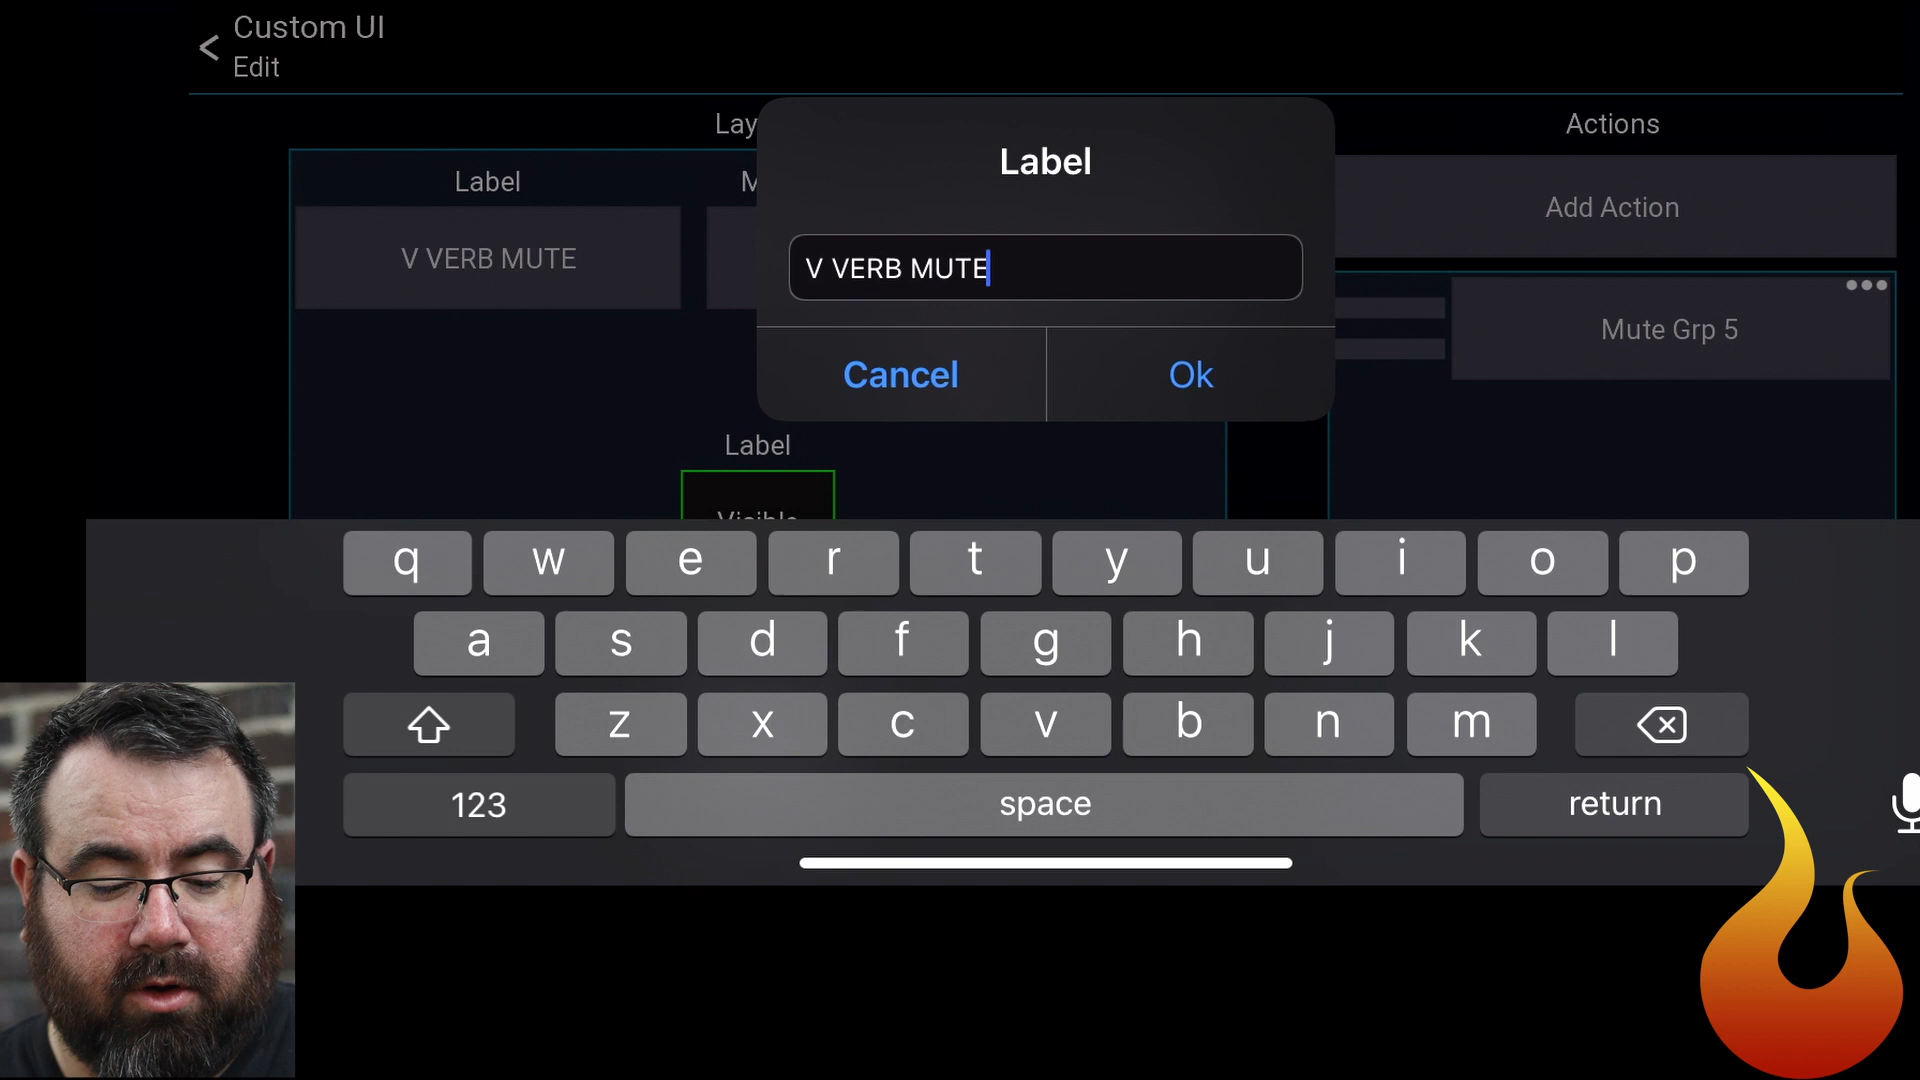 Custom UI
Edit
Lay
Actions
Label
Label
M
Add Action
V VERB MUTE
V VERB MUTE
Mute Grp 5
Cancel
Ok
Label
Visible
q w e r t y u i o p
a s d f g h j k l
z x c v b n m
123
space
return